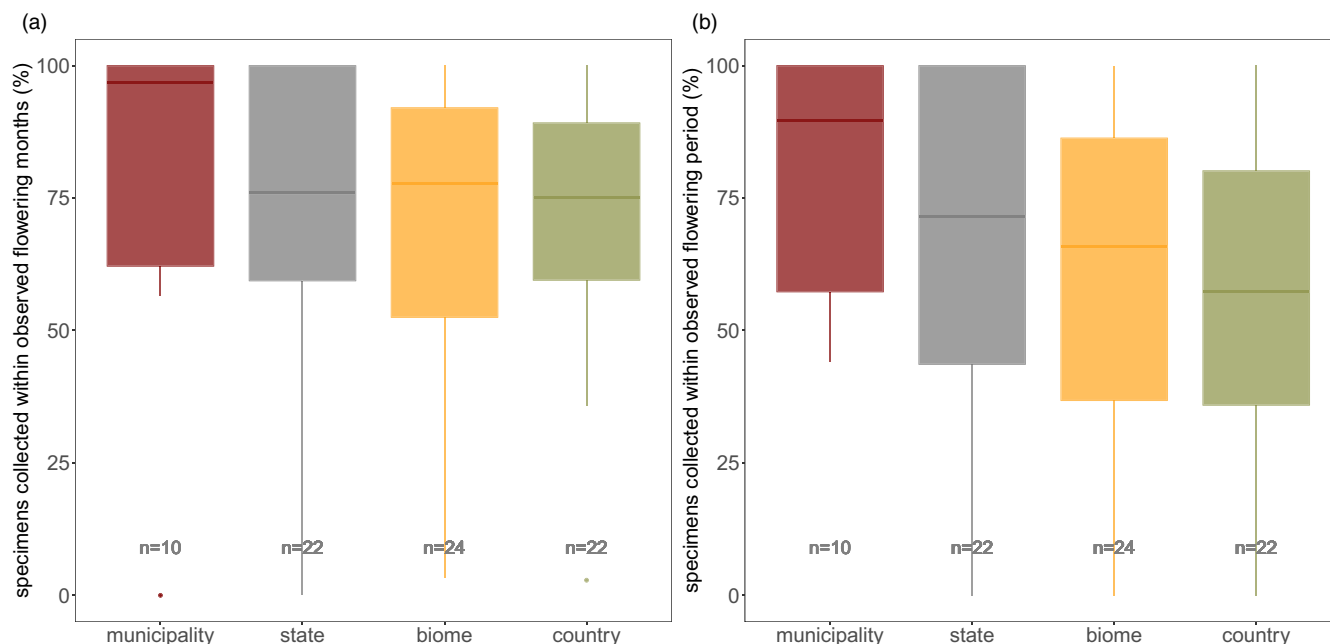 (a)
specimens collected within observed flowering months (%)
100
75
50
25
0
n=10
n=22
n=24
n=22
municipality
state
biome
country
(b)
specimens collected within observed flowering period (%)
100
75
50
25
0
n=10
n=22
n=24
n=22
municipality
state
biome
country